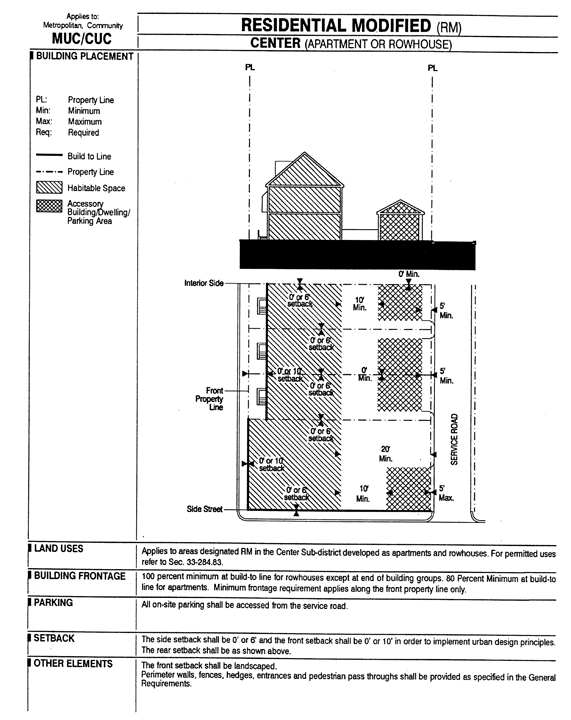 Applies to:
Metropolitan, Community
MUC/CUC
RESIDENTIAL MODIFIED (RM)
CENTER (APARTMENT OR ROWHOUSE)
BUILDING PLACEMENT
PL: Property Line
Min: Minimum
Max: Maximum
Req: Required
Build to Line
Property Line
Habitable Space
Accessory
Building/Dwelling/
Parking Area
PL PL
0' Min.
Interior Side
0' or 6'
setback
10'
Min.
5'
Min.
0' or 6'
setback
0' or 10'
setback
0' or 6'
setback
0'
Min.
5'
Min.
Front
Property
Line
0' or 6'
setback
SERVICE ROAD
20'
Min.
0' or 10'
setback
0' or 6'
setback
10'
Min.
5'
Max.
Side Street
LAND USES
Applies to areas designated RM in the Center Sub-district developed as apartments and rowhouses. For permitted uses
refer to Sec. 33-284.83.
BUILDING FRONTAGE
100 percent minimum at build-to line for rowhouses except at end of building groups. 80 Percent Minimum at build-to
line for apartments. Minimum frontage requirement applies along the front property line only.
PARKING
All on-site parking shall be accessed from the service road.
SETBACK
The side setback shall be 0' or 6' and the front setback shall be 0' or 10' in order to implement urban design principles.
The rear setback shall be as shown above.
OTHER ELEMENTS
The front setback shall be landscaped.
Perimeter walls, fences, hedges, entrances and pedestrian pass throughs shall be provided as specified in the General
Requirements.